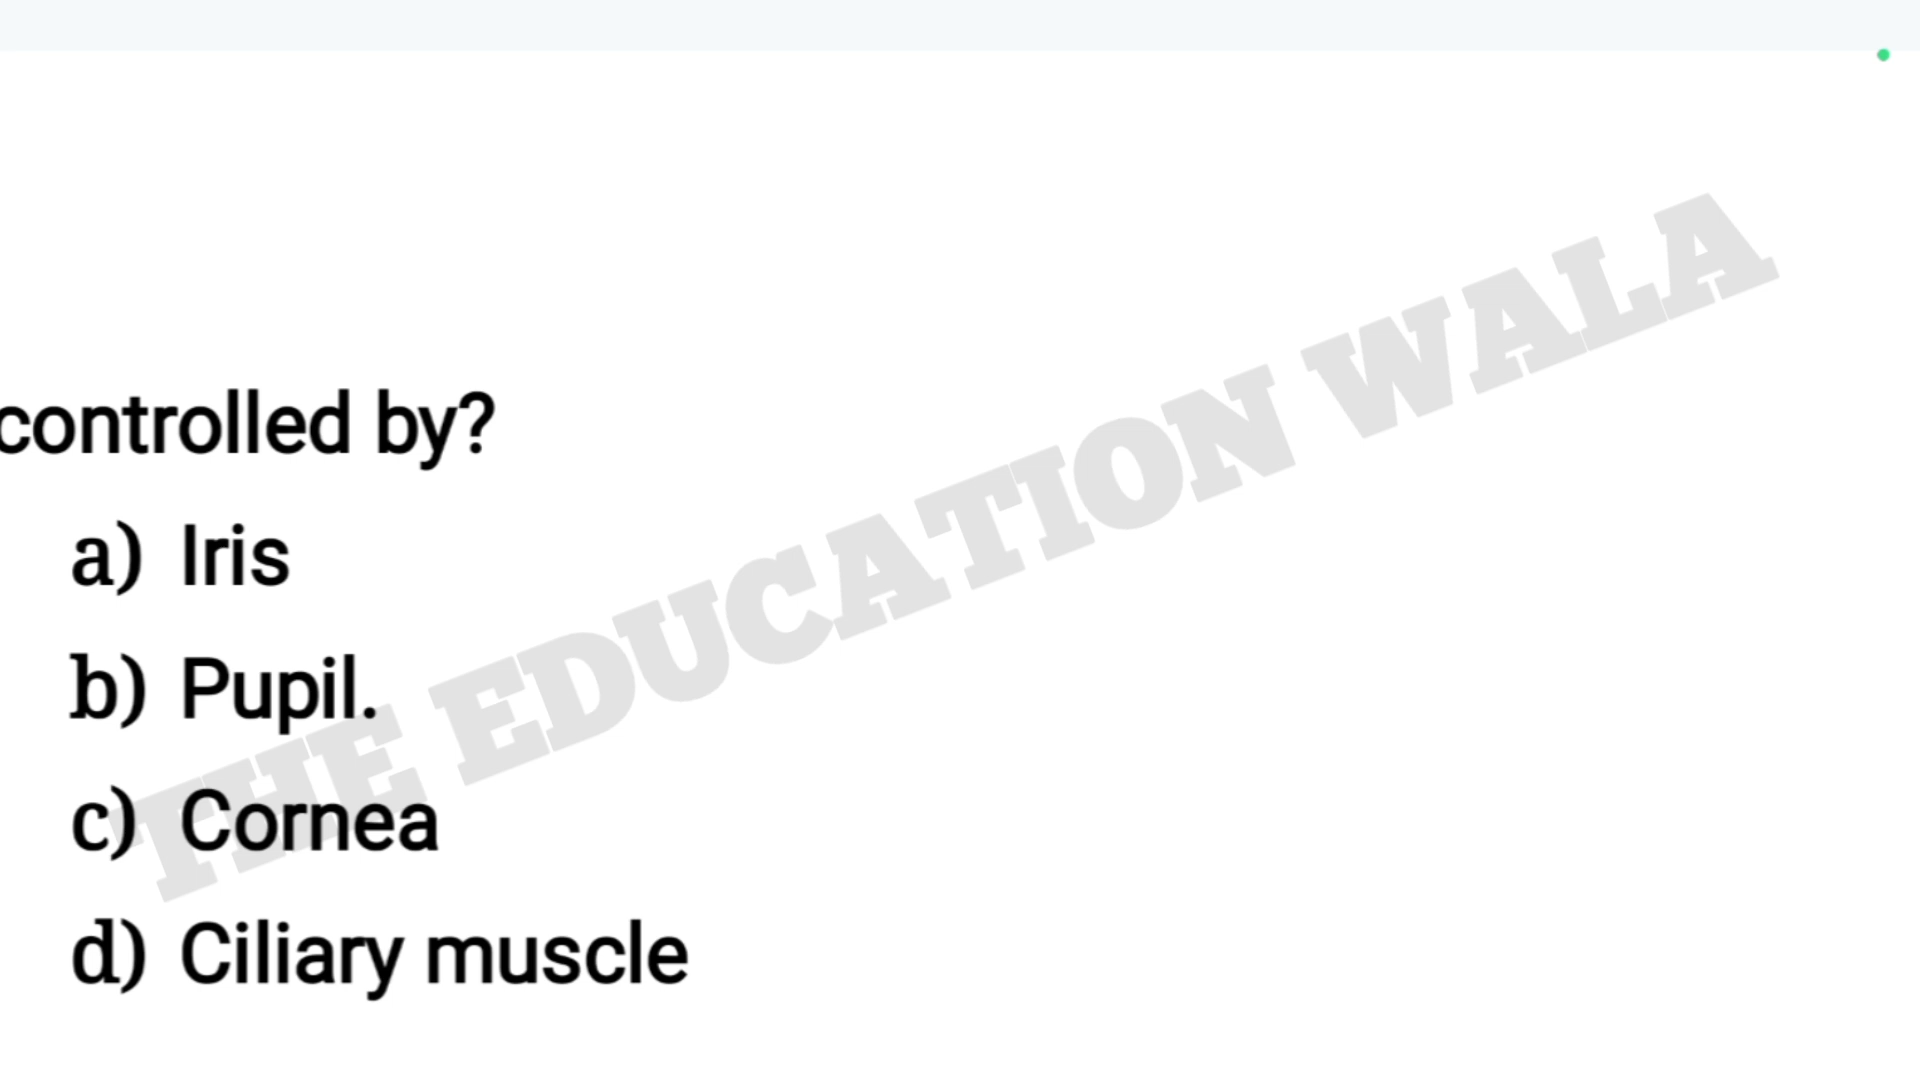 controlled by?
a) Iris
b) Pupil.
c) Cornea
d) Ciliary muscle
THE EDUCATION WALA